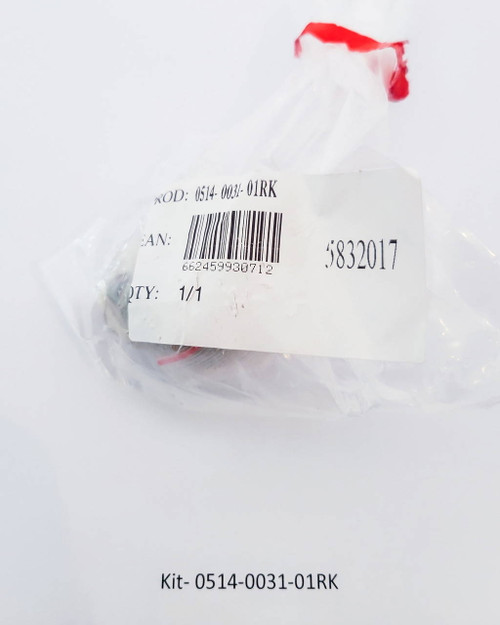 ROD: 0514-0031-01RK
EAN:
662459930712
5832017
QTY: 1/1
Kit- 0514-0031-01RK